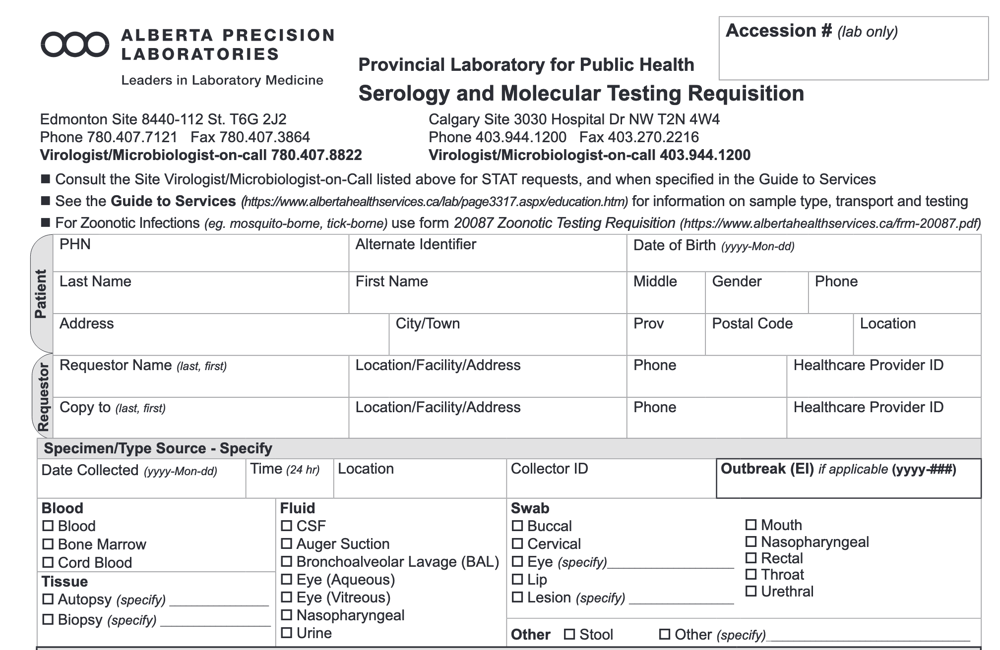 ALBERTA PRECISION
LABORATORIES
Leaders in Laboratory Medicine
Accession # (lab only)
Provincial Laboratory for Public Health
Serology and Molecular Testing Requisition
Edmonton Site 8440-112 St. T6G 2J2
Phone 780.407.7121 Fax 780.407.3864
Virologist/Microbiologist-on-call 780.407.8822
Calgary Site 3030 Hospital Dr NW T2N 4W4
Phone 403.944.1200 Fax 403.270.2216
Virologist/Microbiologist-on-call 403.944.1200
■ Consult the Site Virologist/Microbiologist-on-Call listed above for STAT requests, and when specified in the Guide to Services
■ See the Guide to Services (https://www.albertahealthservices.ca/lab/page3317.aspx/education.htm) for information on sample type, transport and testing
■ For Zoonotic Infections (eg. mosquito-borne, tick-borne) use form 20087 Zoonotic Testing Requisition (https://www.albertahealthservices.ca/frm-20087.pdf)
Patient
PHN Alternate Identifier Date of Birth (yyyy-Mon-dd)
Last Name First Name Middle Gender Phone
Address City/Town Prov Postal Code Location
Requestor
Requestor Name (last, first) Location/Facility/Address Phone Healthcare Provider ID
Copy to (last, first) Location/Facility/Address Phone Healthcare Provider ID
Specimen/Type Source - Specify
Date Collected (yyyy-Mon-dd) Time (24 hr) Location Collector ID Outbreak (EI) if applicable (yyyy-###)
Blood
☐ Blood
☐ Bone Marrow
☐ Cord Blood
Tissue
☐ Autopsy (specify) ______________
☐ Biopsy (specify) ________________
Fluid
☐ CSF
☐ Auger Suction
☐ Bronchoalveolar Lavage (BAL)
☐ Eye (Aqueous)
☐ Eye (Vitreous)
☐ Nasopharyngeal
☐ Urine
Swab
☐ Buccal
☐ Cervical
☐ Eye (specify)__________________
☐ Lip
☐ Lesion (specify) _______________
☐ Mouth
☐ Nasopharyngeal
☐ Rectal
☐ Throat
☐ Urethral
Other ☐ Stool ☐ Other (specify)_____________________________